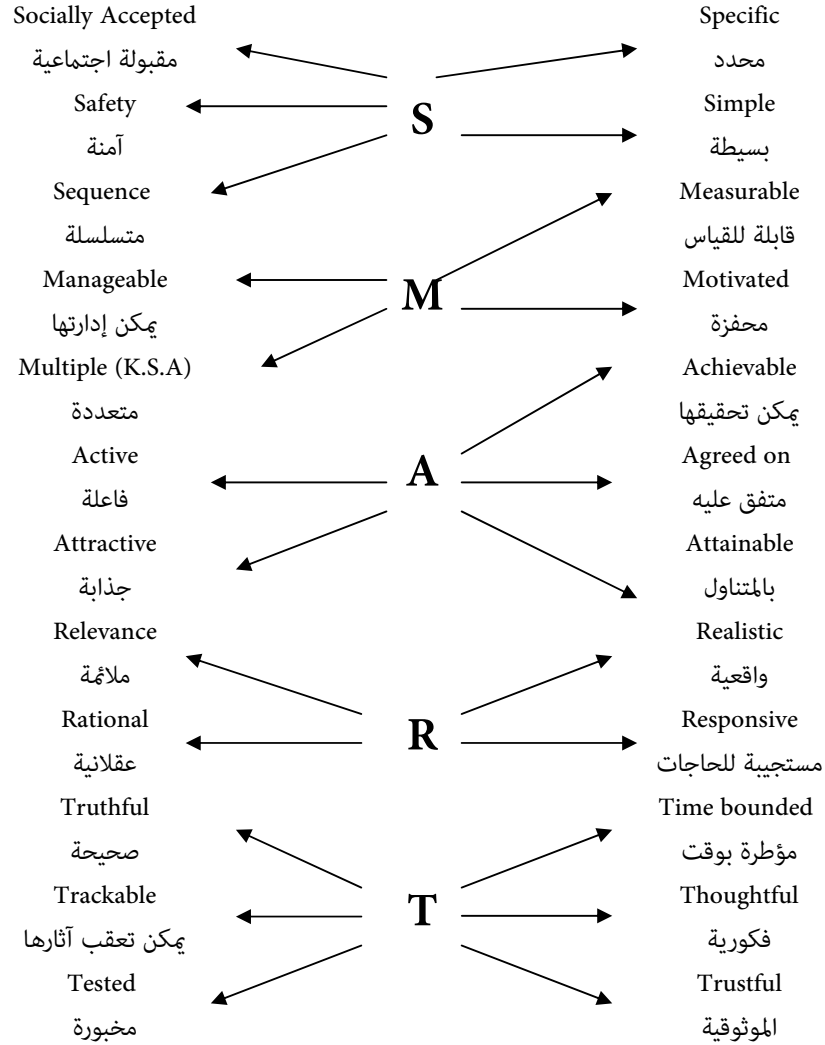 Socially Accepted
Specific
مقبولة اجتماعية
محدد
Safety
Simple
S
آمنة
بسيطة
Sequence
Measurable
متسلسلة
قابلة للقياس
Manageable
Motivated
M
يمكن إدارتها
محفزة
Multiple (K.S.A)
Achievable
متعددة
يمكن تحقيقها
Active
Agreed on
A
فاعلة
متفق عليه
Attractive
Attainable
جذابة
بالمتناول
Relevance
Realistic
ملائمة
واقعية
Rational
Responsive
R
عقلانية
مستجيبة للحاجات
Truthful
Time bounded
صحيحة
مؤطرة بوقت
Trackable
Thoughtful
T
يمكن تعقب آثارها
فكورية
Tested
Trustful
مخبورة
الموثوقية